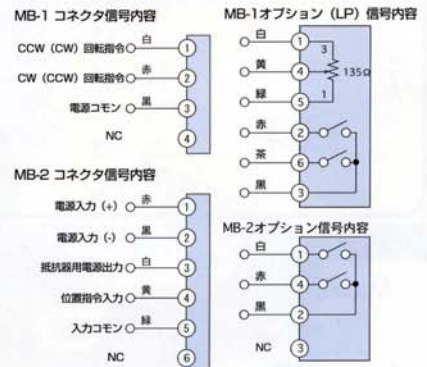 MB-1 コネクタ信号内容
CCW (CW) 回転指令 白 1
CW (CCW) 回転指令 赤 2
電源コモン 黒 3
NC 4
MB-2 コネクタ信号内容
電源入力 (+) 赤 1
電源入力 (-) 黒 2
抵抗器用電源出力 白 3
位置指令入力 黄 4
入力コモン 緑 5
NC 6
MB-1オプション (LP) 信号内容
白 1 3
黄 4 135Ω
緑 5 1
赤 2
茶 6
黒 3
MB-2オプション信号内容
白 1
赤 4
黒 2
NC 3